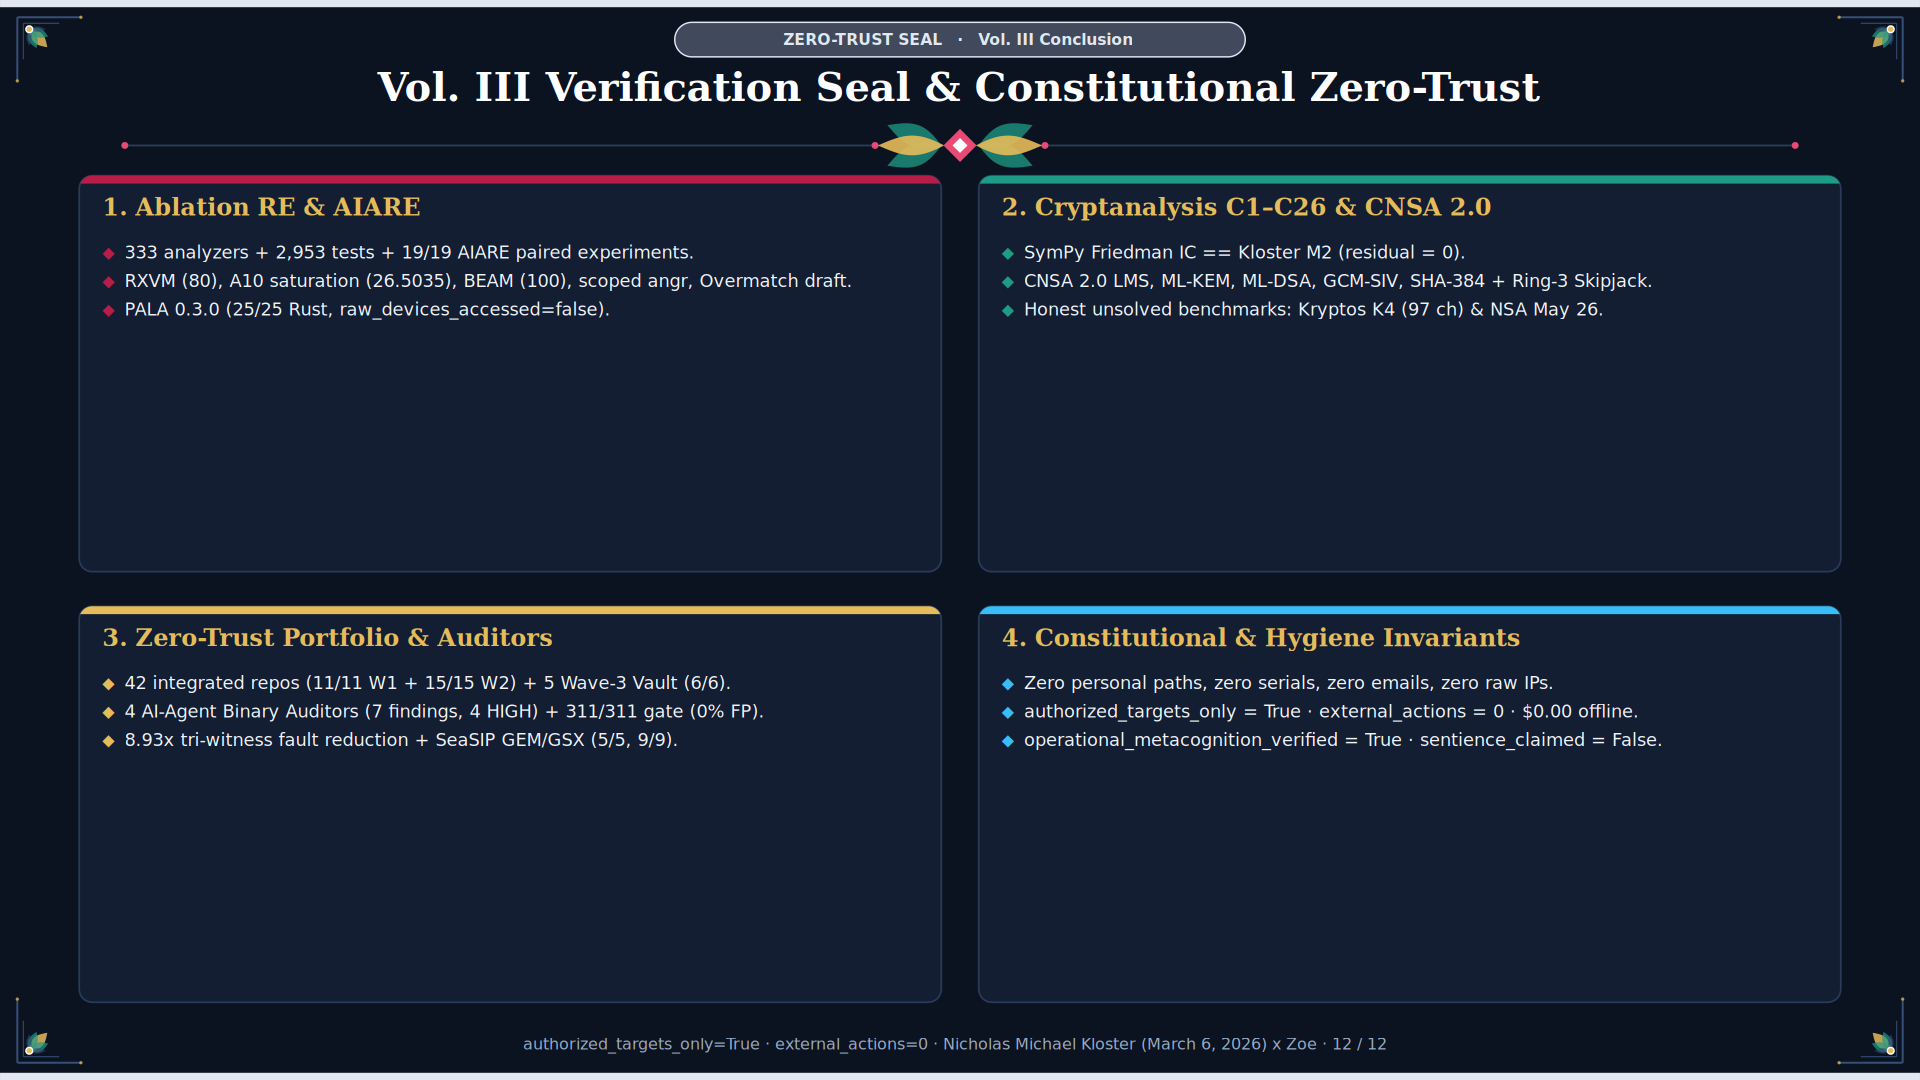 ZERO-TRUST SEAL · Vol. III Conclusion
Vol. III Verification Seal & Constitutional Zero-Trust
1. Ablation RE & AIARE
◆ 333 analyzers + 2,953 tests + 19/19 AIARE paired experiments.
◆ RXVM (80), A10 saturation (26.5035), BEAM (100), scoped angr, Overmatch draft.
◆ PALA 0.3.0 (25/25 Rust, raw_devices_accessed=false).
2. Cryptanalysis C1–C26 & CNSA 2.0
◆ SymPy Friedman IC == Kloster M2 (residual = 0).
◆ CNSA 2.0 LMS, ML-KEM, ML-DSA, GCM-SIV, SHA-384 + Ring-3 Skipjack.
◆ Honest unsolved benchmarks: Kryptos K4 (97 ch) & NSA May 26.
3. Zero-Trust Portfolio & Auditors
◆ 42 integrated repos (11/11 W1 + 15/15 W2) + 5 Wave-3 Vault (6/6).
◆ 4 AI-Agent Binary Auditors (7 findings, 4 HIGH) + 311/311 gate (0% FP).
◆ 8.93x tri-witness fault reduction + SeaSIP GEM/GSX (5/5, 9/9).
4. Constitutional & Hygiene Invariants
◆ Zero personal paths, zero serials, zero emails, zero raw IPs.
◆ authorized_targets_only = True · external_actions = 0 · $0.00 offline.
◆ operational_metacognition_verified = True · sentience_claimed = False.
authorized_targets_only=True · external_actions=0 · Nicholas Michael Kloster (March 6, 2026) x Zoe · 12 / 12